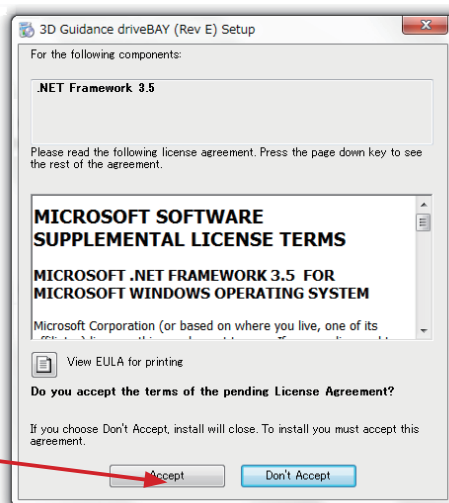 3D Guidance driveBAY (Rev E) Setup
For the following components:
.NET Framework 3.5
Please read the following license agreement. Press the page down key to see
the rest of the agreement.
MICROSOFT SOFTWARE
SUPPLEMENTAL LICENSE TERMS
MICROSOFT .NET FRAMEWORK 3.5 FOR
MICROSOFT WINDOWS OPERATING SYSTEM
Microsoft Corporation (or based on where you live, one of its
View EULA for printing
Do you accept the terms of the pending License Agreement?
If you choose Don't Accept, install will close. To install you must accept this
agreement.
Accept
Don't Accept